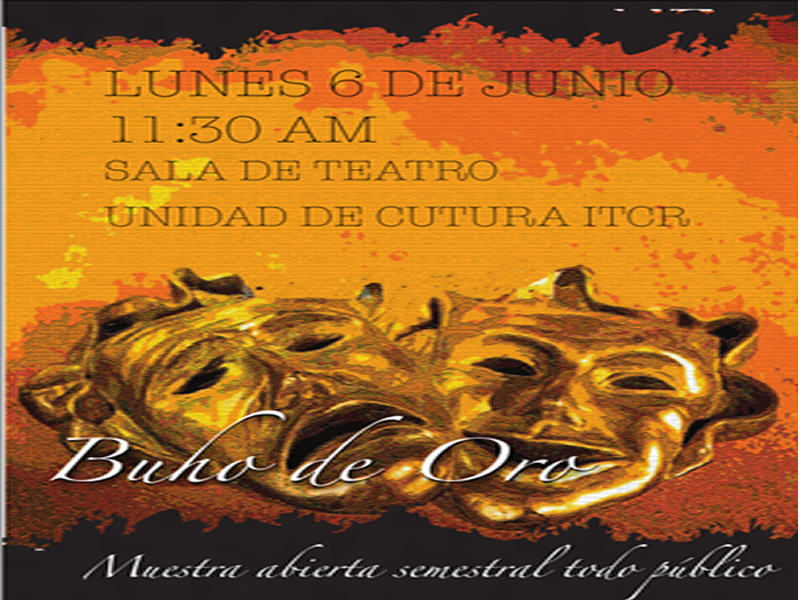 LUNES 6 DE JUNIO
11:30 AM
SALA DE TEATRO
UNIDAD DE CUTURA ITCR
Buho de Oro
Muestra abierta semestral todo público